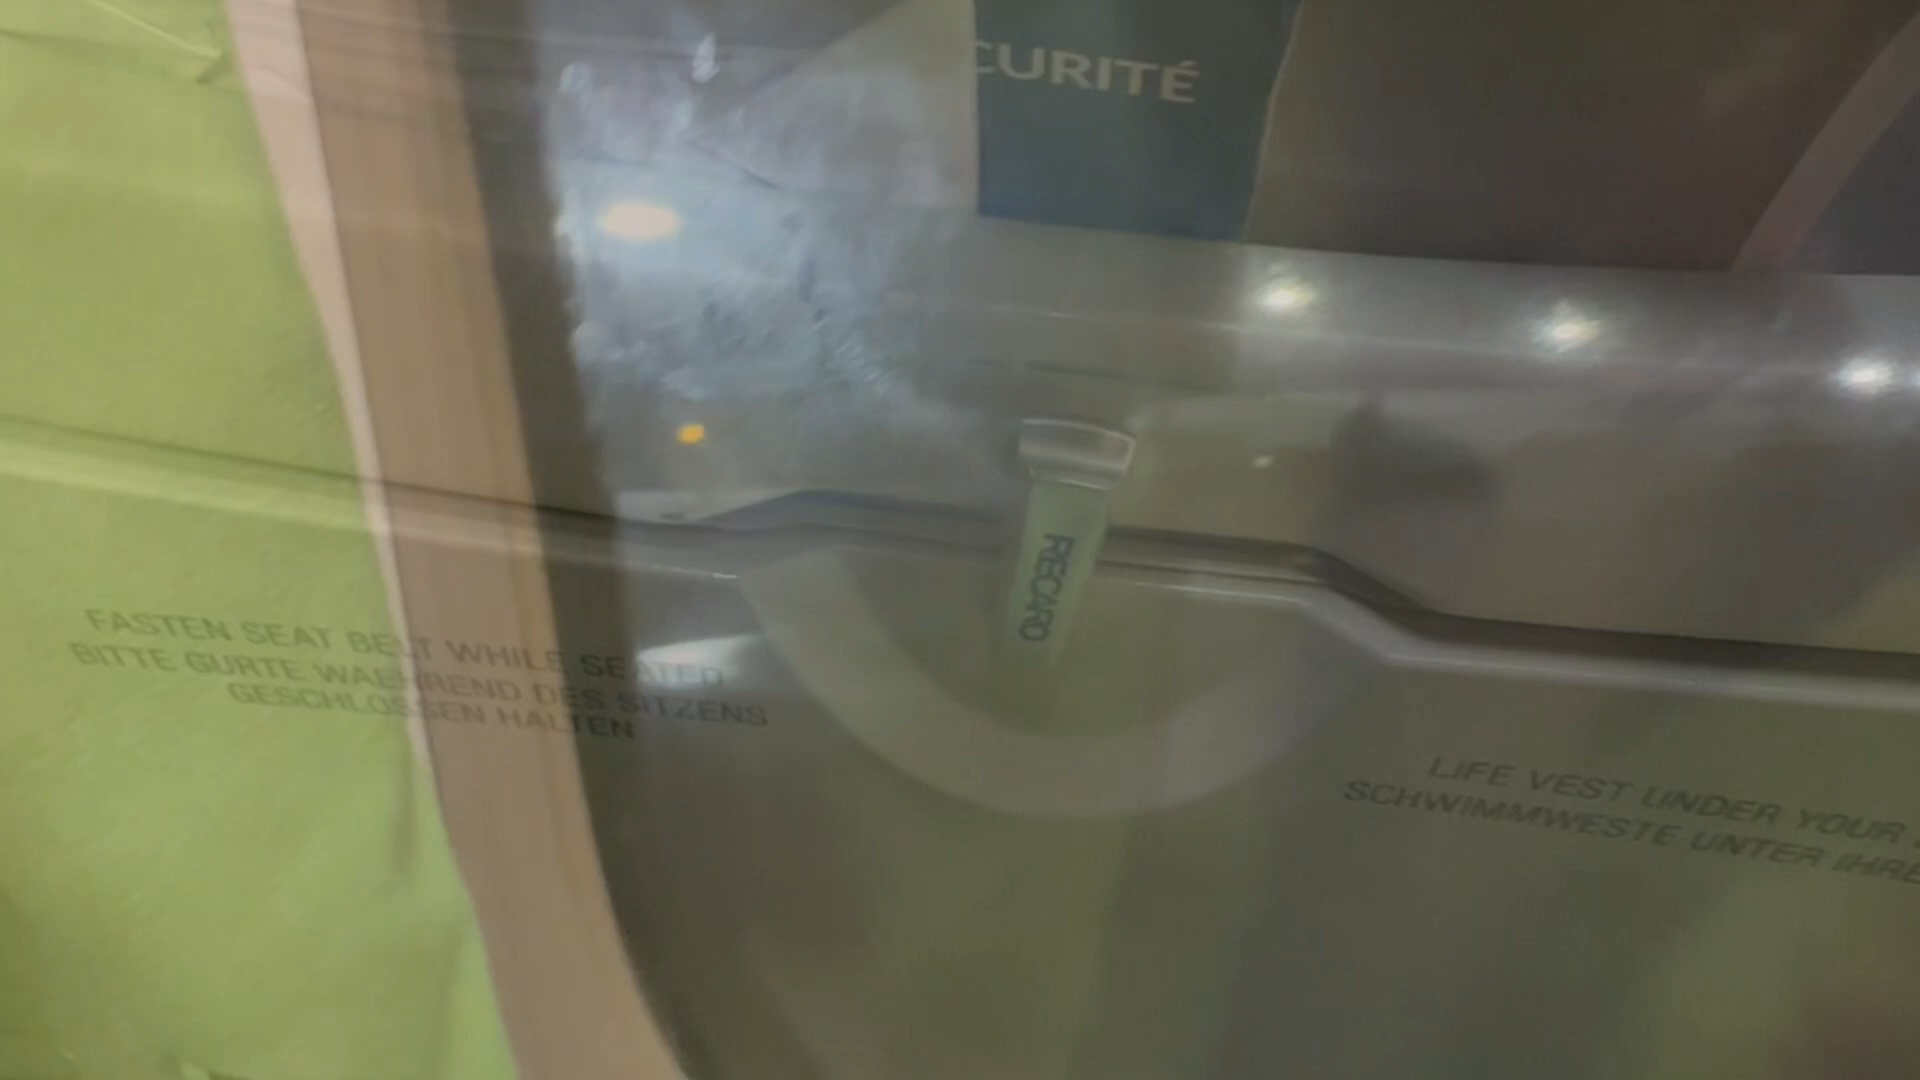 CURITÉ
RECARO
FASTEN SEAT BELT WHILE SEATED
BITTE GURTE WAEHREND DES SITZENS
GESCHLOSSEN HALTEN
LIFE VEST UNDER YOUR
SCHWIMMWESTE UNTER IHRE